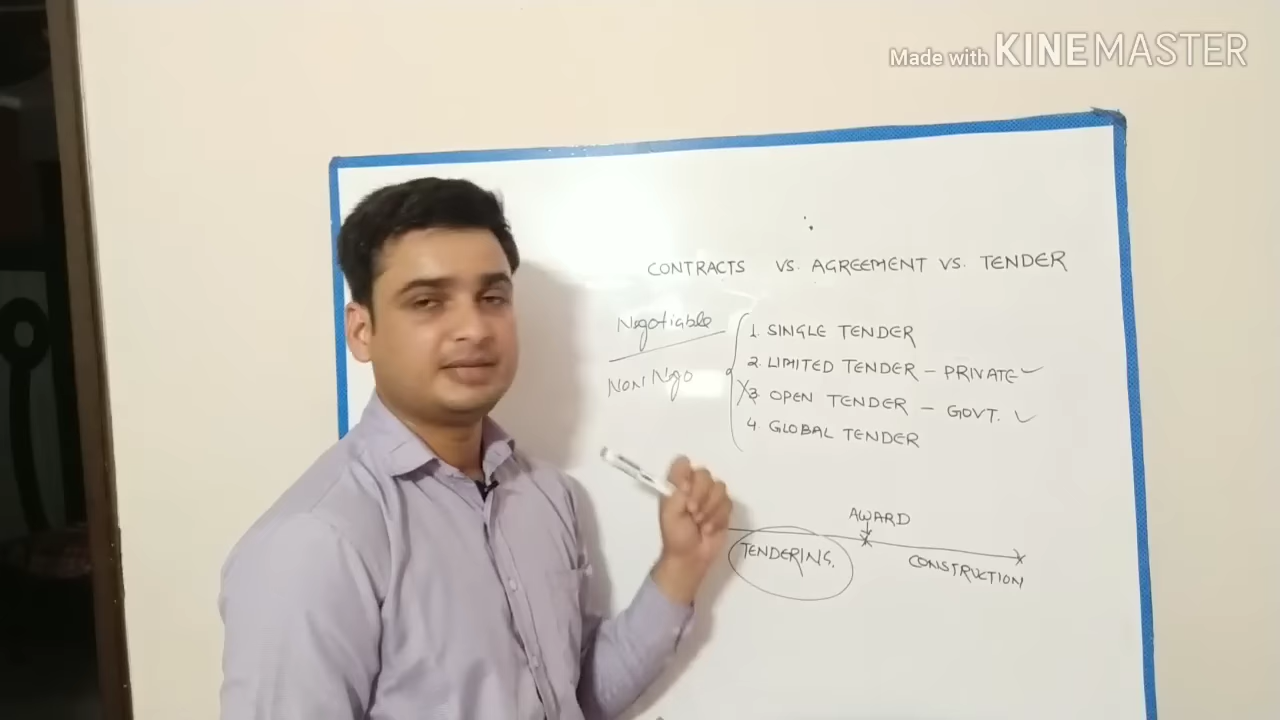 Made with KINEMASTER
CONTRACTS VS. AGREEMENT VS. TENDER
Negotiable
NON Ngo
1. SINGLE TENDER
2. LIMITED TENDER – PRIVATE
3 OPEN TENDER – GOVT.
4 GLOBAL TENDER
AWARD
TENDERING.
CONSTRUCTION